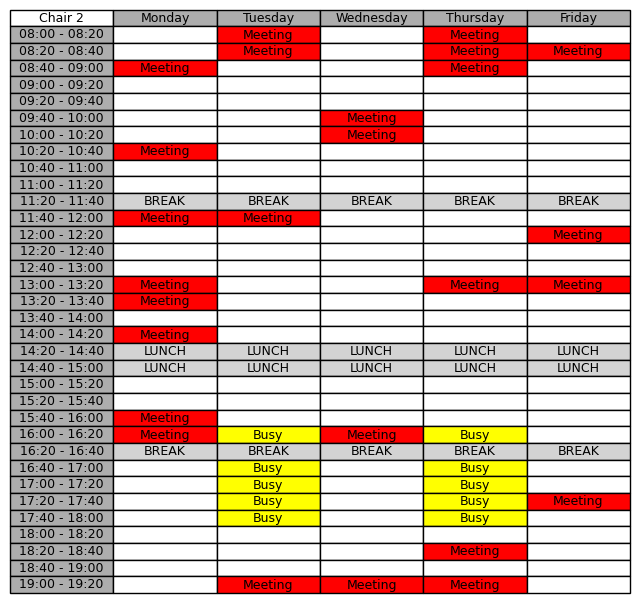 Chair 2 Monday Tuesday Wednesday Thursday Friday
08:00 - 08:20 Meeting Meeting
08:20 - 08:40 Meeting Meeting Meeting
08:40 - 09:00 Meeting Meeting
09:00 - 09:20
09:20 - 09:40
09:40 - 10:00 Meeting
10:00 - 10:20 Meeting
10:20 - 10:40 Meeting
10:40 - 11:00
11:00 - 11:20
11:20 - 11:40 BREAK BREAK BREAK BREAK BREAK
11:40 - 12:00 Meeting Meeting
12:00 - 12:20 Meeting
12:20 - 12:40
12:40 - 13:00
13:00 - 13:20 Meeting Meeting Meeting
13:20 - 13:40 Meeting
13:40 - 14:00
14:00 - 14:20 Meeting
14:20 - 14:40 LUNCH LUNCH LUNCH LUNCH LUNCH
14:40 - 15:00 LUNCH LUNCH LUNCH LUNCH LUNCH
15:00 - 15:20
15:20 - 15:40
15:40 - 16:00 Meeting
16:00 - 16:20 Meeting Busy Meeting Busy
16:20 - 16:40 BREAK BREAK BREAK BREAK BREAK
16:40 - 17:00 Busy Busy
17:00 - 17:20 Busy Busy
17:20 - 17:40 Busy Busy Meeting
17:40 - 18:00 Busy Busy
18:00 - 18:20
18:20 - 18:40 Meeting
18:40 - 19:00
19:00 - 19:20 Meeting Meeting Meeting